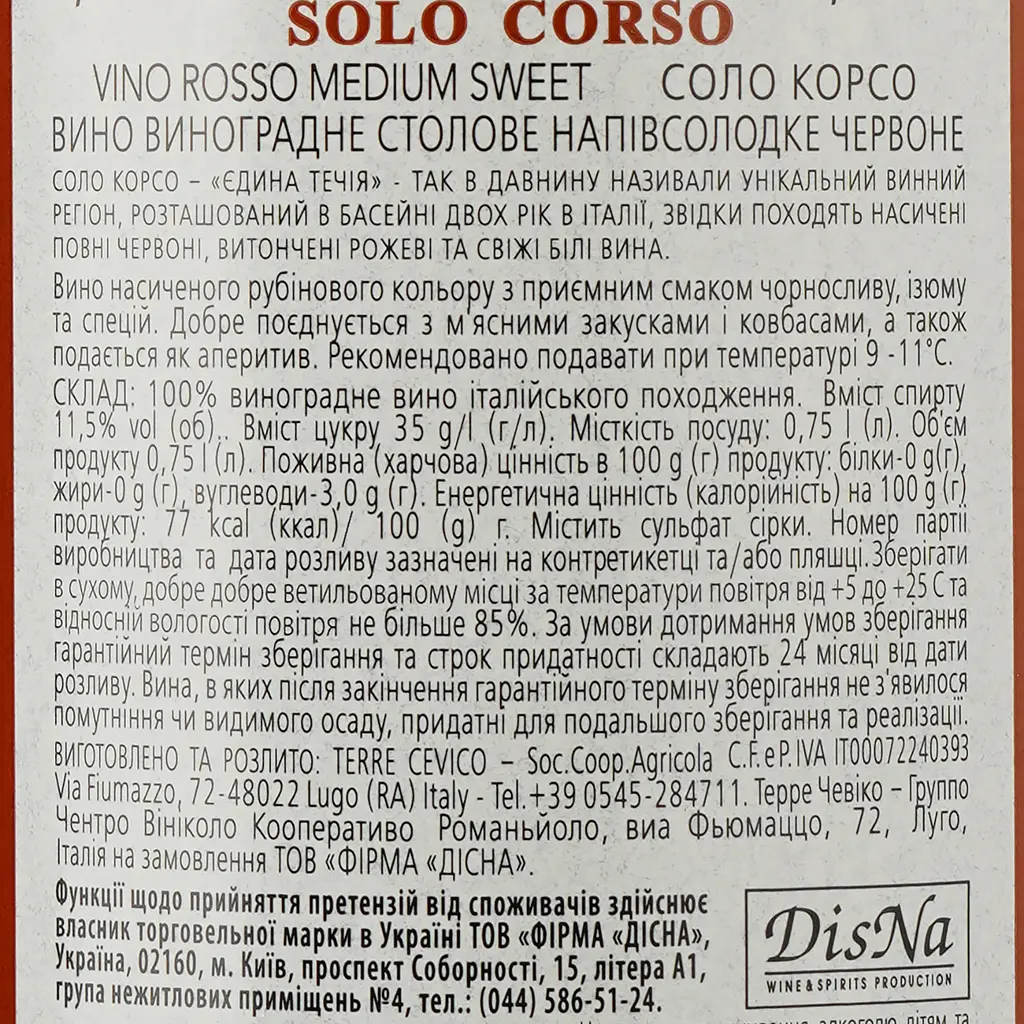 SOLO CORSO
VINO ROSSO MEDIUM SWEET СОЛО КОРСО
ВИНО ВИНОГРАДНЕ СТОЛОВЕ НАПІВСОЛОДКЕ ЧЕРВОНЕ
СОЛО КОРСО – «ЄДИНА ТЕЧІЯ» - ТАК В ДАВНИНУ НАЗИВАЛИ УНІКАЛЬНИЙ ВИННИЙ
РЕГІОН, РОЗТАШОВАНИЙ В БАСЕЙНІ ДВОХ РІК В ІТАЛІЇ, ЗВІДКИ ПОХОДЯТЬ НАСИЧЕНІ
ПОВНІ ЧЕРВОНІ, ВИТОНЧЕНІ РОЖЕВІ ТА СВІЖІ БІЛІ ВИНА.
Вино насиченого рубінового кольору з приємним смаком чорносливу, ізюму
та спецій. Добре поєднується з м'ясними закусками і ковбасами, а також
подається як аперитив. Рекомендовано подавати при температурі 9 -11°С.
СКЛАД: 100% виноградне вино італійського походження. Вміст спирту
11,5% vol (об).. Вміст цукру 35 g/l (г/л). Місткість посуду: 0,75 l (л). Об'єм
продукту 0,75 l (л). Поживна (харчова) цінність в 100 g (г) продукту: білки-0 g(г),
жири-0 g (г), вуглеводи-3,0 g (г). Енергетична цінність (калорійність) на 100 g (г)
продукту: 77 kcal (ккал)/ 100 (g) г. Містить сульфат сірки. Номер партії
виробництва та дата розливу зазначені на контретикетці та/або пляшці. Зберігати
в сухому, добре добре ветильованому місці за температури повітря від +5 до +25 С та
відносній вологості повітря не більше 85%. За умови дотримання умов зберігання
гарантійний термін зберігання та строк придатності складають 24 місяці від дати
розливу. Вина, в яких після закінчення гарантійного терміну зберігання не з'явилося
помутніння чи видимого осаду, придатні для подальшого зберігання та реалізації.
ВИГОТОВЛЕНО ТА РОЗЛИТО: TERRE CEVICO – Soc.Coop.Agricola C.F. e P. IVA IT00072240393
Via Fiumazzo, 72-48022 Lugo (RA) Italy - Tel.+39 0545-284711. Терре Чевіко – Группо
Чентро Вініколо Кооперативо Романьйоло, виа Фьюмаццо, 72, Луго,
Італія на замовлення ТОВ «ФІРМА «ДІСНА».
Функції щодо прийняття претензій від споживачів здійснює
власник торговельної марки в Україні ТОВ «ФІРМА «ДІСНА»,
Україна, 02160, м. Київ, проспект Соборності, 15, літера А1,
група нежитлових приміщень №4, тел.: (044) 586-51-24.
DisNa
WINE & SPIRITS PRODUCTION